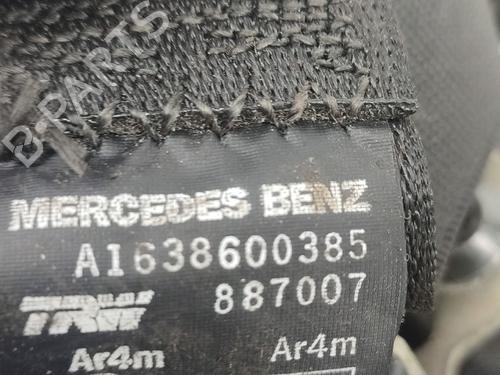 B-PARTS
MERCEDES BENZ
A1638600385
TRW 887007
Ar4m Ar4m